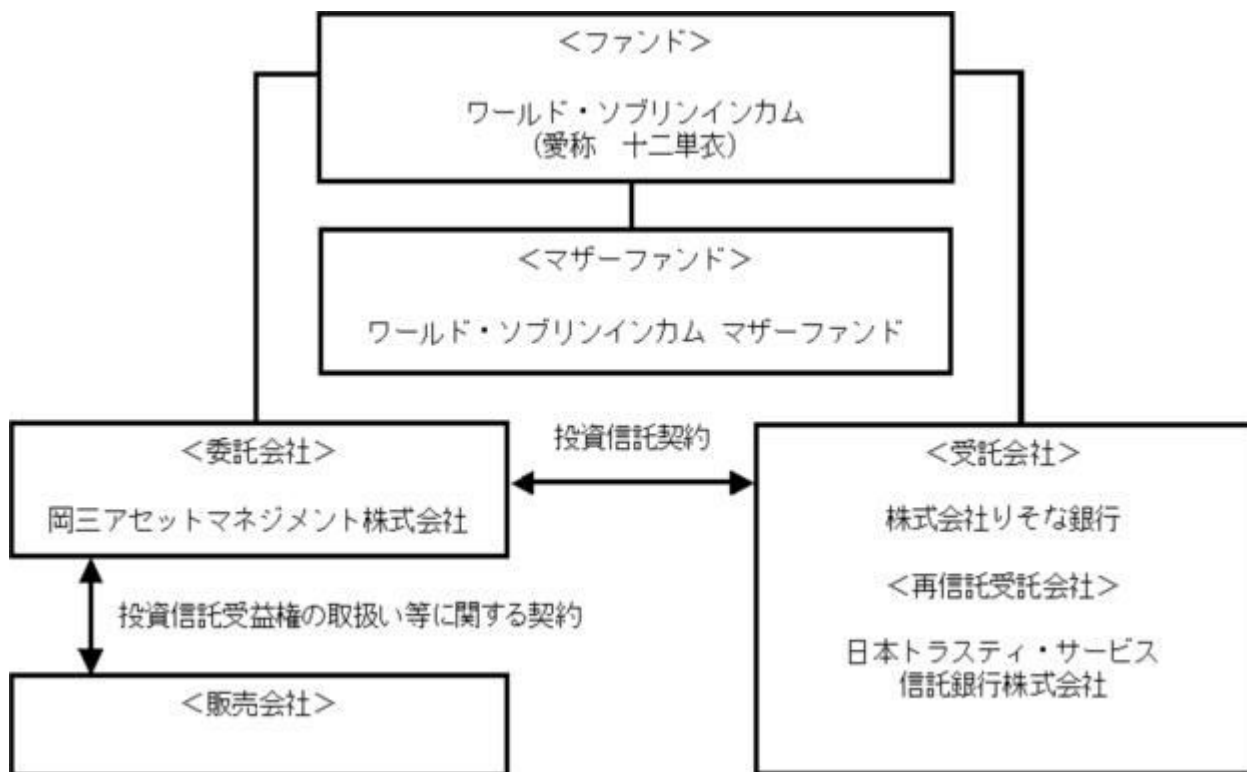 ＜ファンド＞
ワールド・ソブリンインカム
(愛称　十二単衣)
＜マザーファンド＞
ワールド・ソブリンインカム マザーファンド
＜委託会社＞
岡三アセットマネジメント株式会社
投資信託契約
＜受託会社＞
株式会社りそな銀行
＜再信託受託会社＞
日本トラスティ・サービス
信託銀行株式会社
投資信託受益権の取扱い等に関する契約
＜販売会社＞